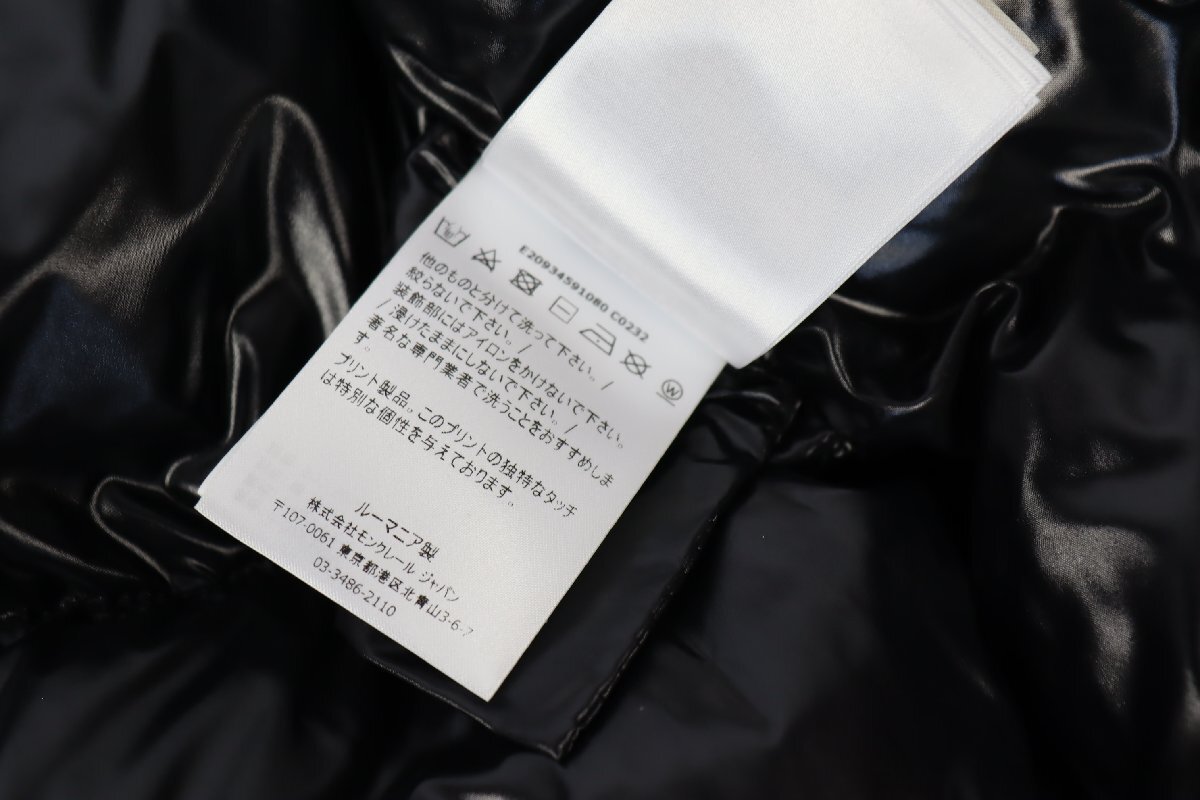 E20934591080 C0232
他のものと分けて洗って下さい。/
絞らないで下さい。/
装飾部にはアイロンをかけないで下さい。
/浸けたままにしないで下さい。/
著名な専門業者で洗うことをおすすめしま
す。
プリント製品。このプリントの独特なタッチ
は特別な個性を与えております。
ルーマニア製
株式会社モンクレール ジャパン
〒107-0061 東京都港区北青山3-6-7
03-3486-2110